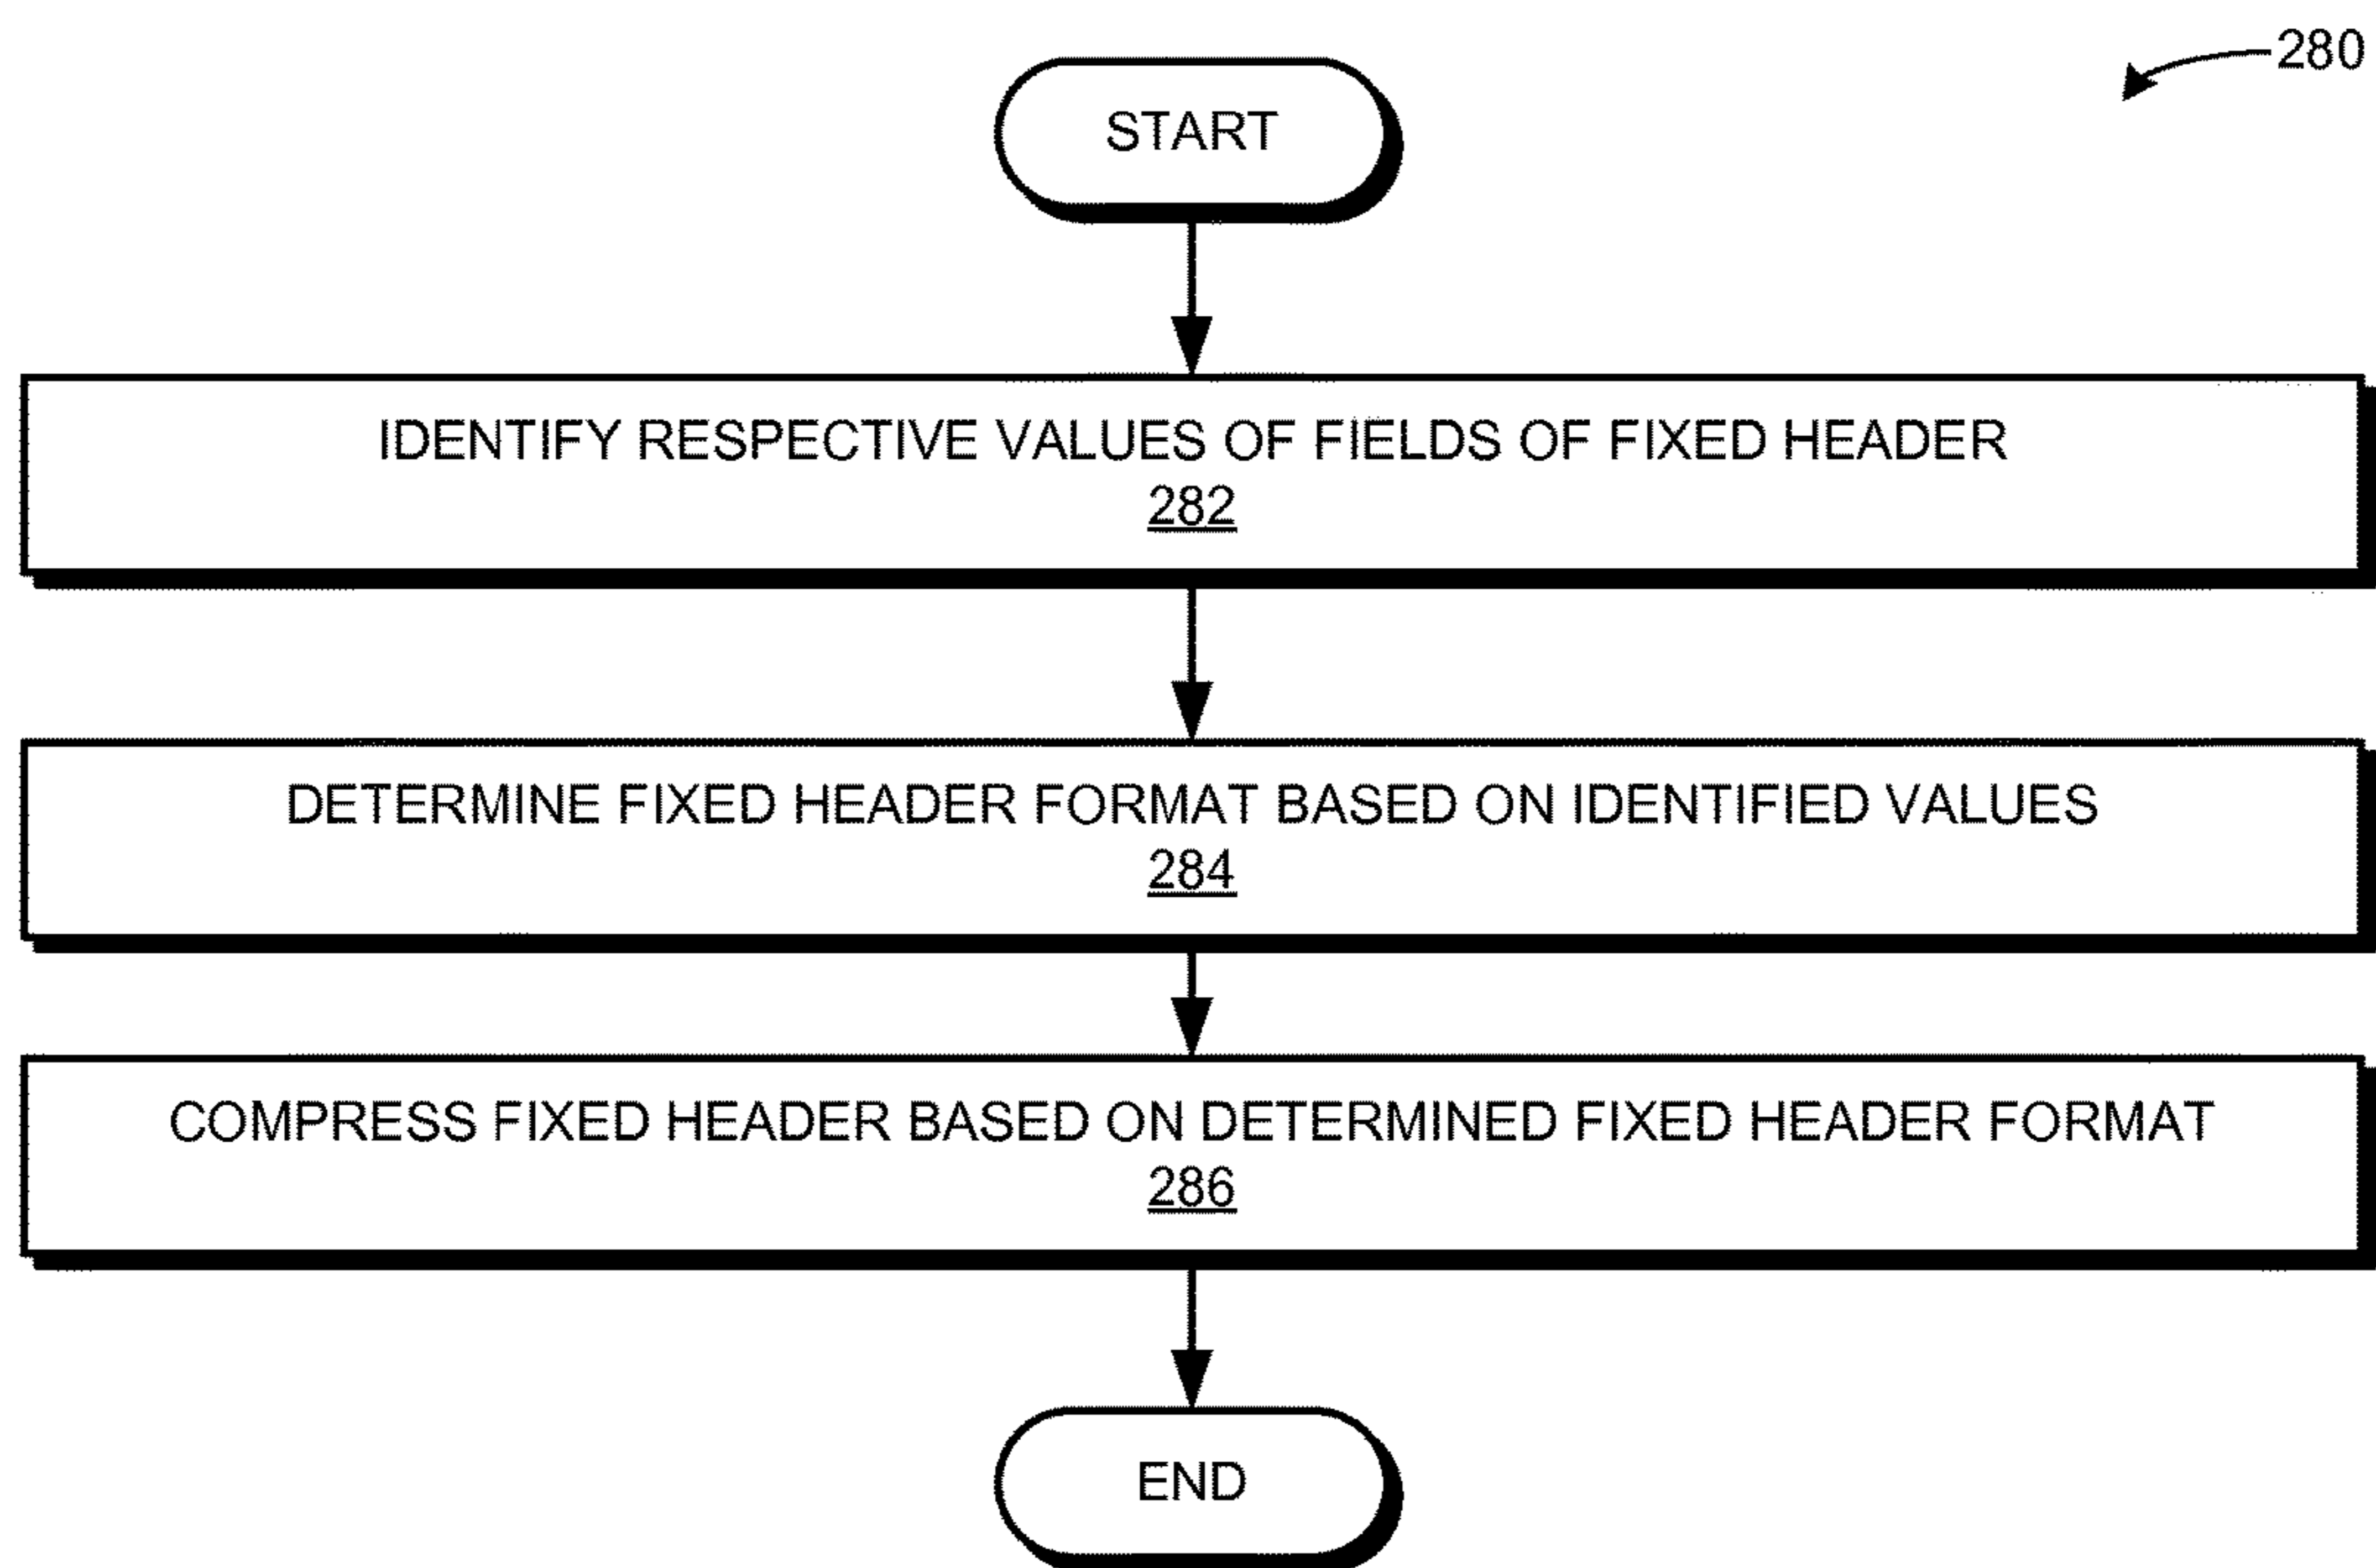 280
START
IDENTIFY RESPECTIVE VALUES OF FIELDS OF FIXED HEADER
282
DETERMINE FIXED HEADER FORMAT BASED ON IDENTIFIED VALUES
284
COMPRESS FIXED HEADER BASED ON DETERMINED FIXED HEADER FORMAT
286
END